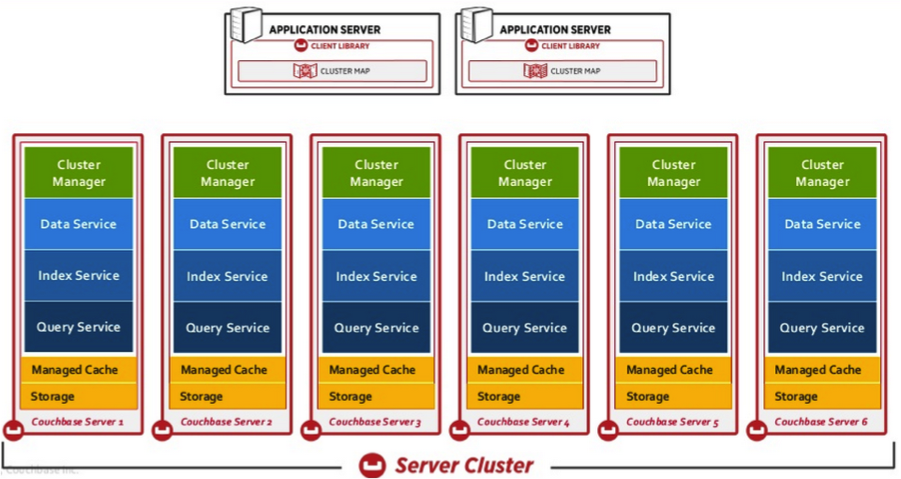 APPLICATION SERVER
CLIENT LIBRARY
CLUSTER MAP
APPLICATION SERVER
CLIENT LIBRARY
CLUSTER MAP
Cluster
Manager
Data Service
Index Service
Query Service
Managed Cache
Storage
Couchbase Server 1
Cluster
Manager
Data Service
Index Service
Query Service
Managed Cache
Storage
Couchbase Server 2
Cluster
Manager
Data Service
Index Service
Query Service
Managed Cache
Storage
Couchbase Server 3
Cluster
Manager
Data Service
Index Service
Query Service
Managed Cache
Storage
Couchbase Server 4
Cluster
Manager
Data Service
Index Service
Query Service
Managed Cache
Storage
Couchbase Server 5
Cluster
Manager
Data Service
Index Service
Query Service
Managed Cache
Storage
Couchbase Server 6
Server Cluster
Couchbase Inc.